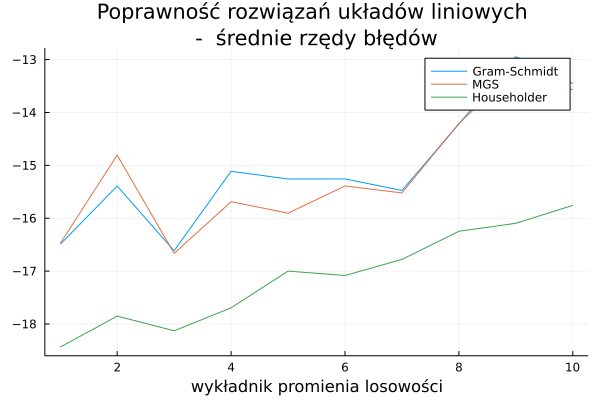 Poprawność rozwiązań układów liniowych
- średnie rzędy błędów
−13
−14
−15
−16
−17
−18
Gram-Schmidt
MGS
Householder
2
4
6
8
10
wykładnik promienia losowości